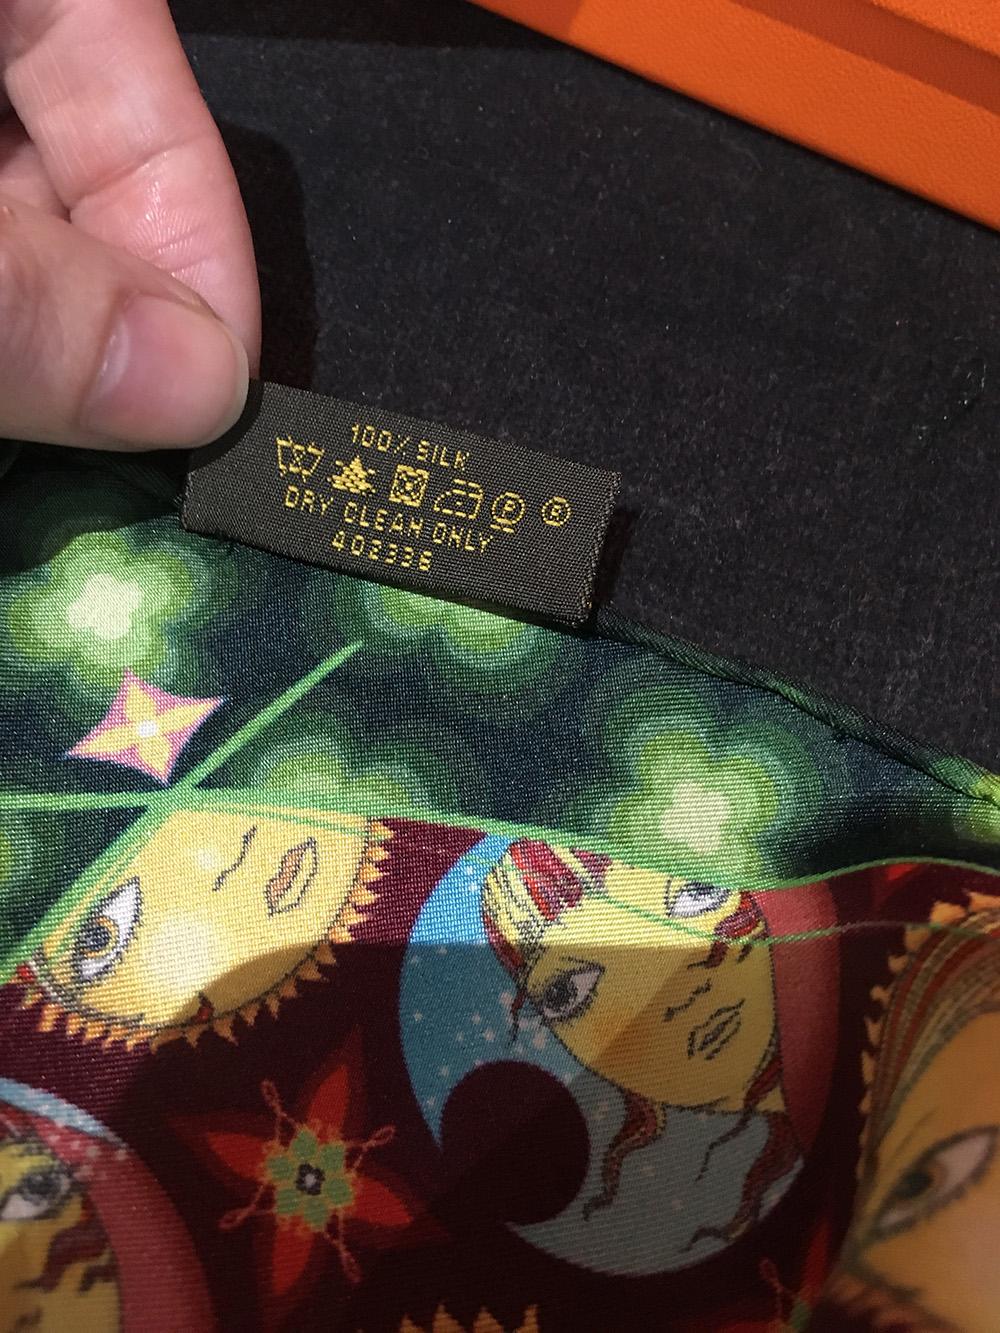 100% SILK
P R
DRY CLEAN ONLY
402336